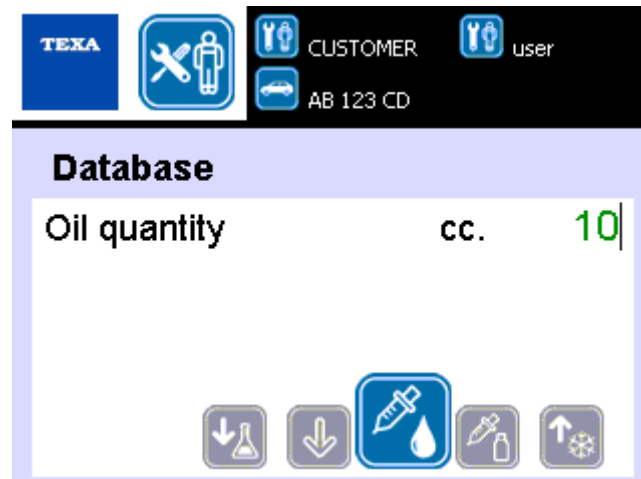 TEXA
CUSTOMER user
AB 123 CD
Database
Oil quantity cc. 10